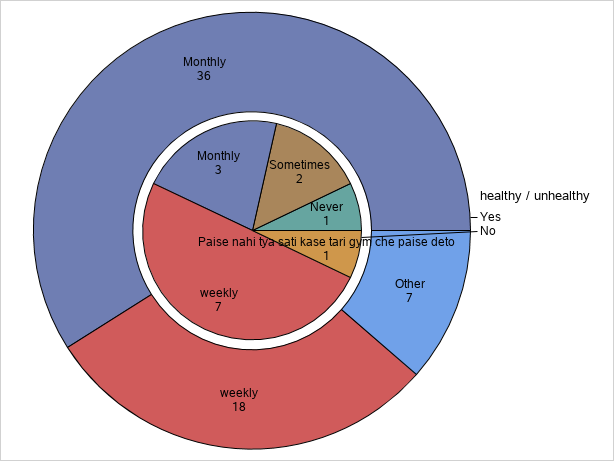 Monthly
36
Monthly
3
Sometimes
2
healthy / unhealthy
Never
1
Yes
No
Paise nahi tya sati kase tari gym che paise deto
1
Other
7
weekly
7
weekly
18